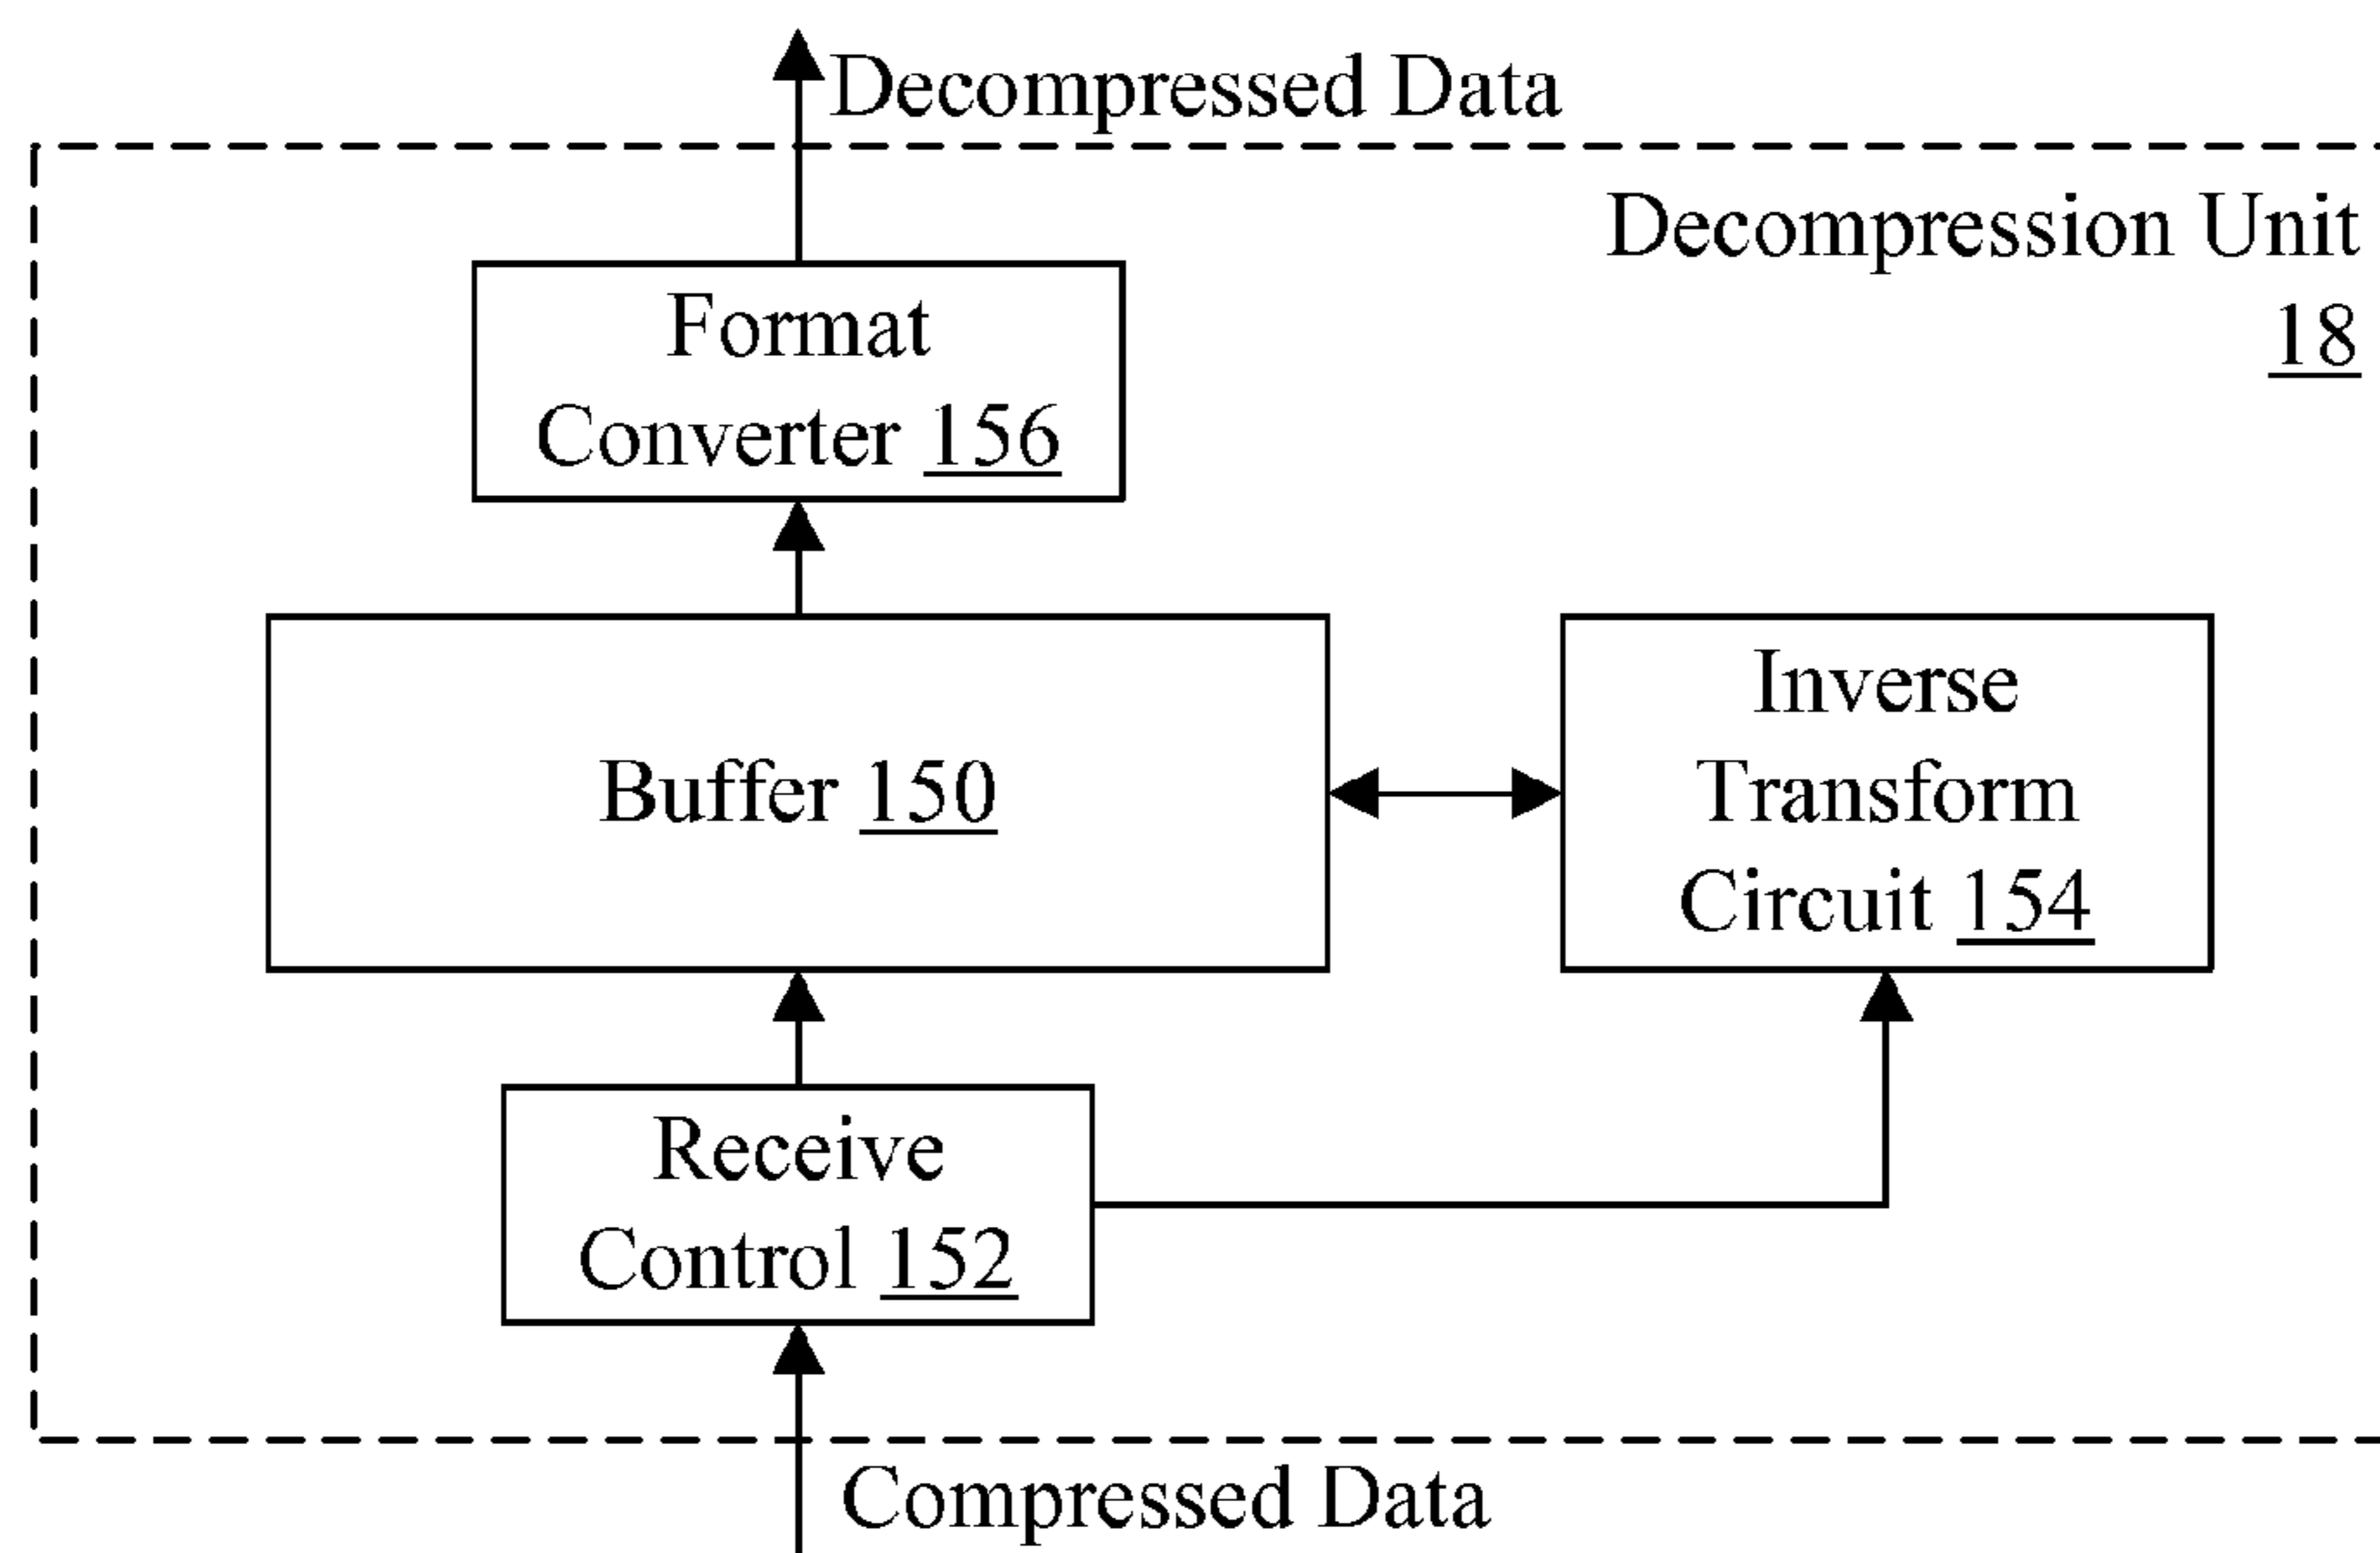 Decompressed Data
Decompression Unit
18
Format
Converter 156
Buffer 150
Inverse
Transform
Circuit 154
Receive
Control 152
Compressed Data